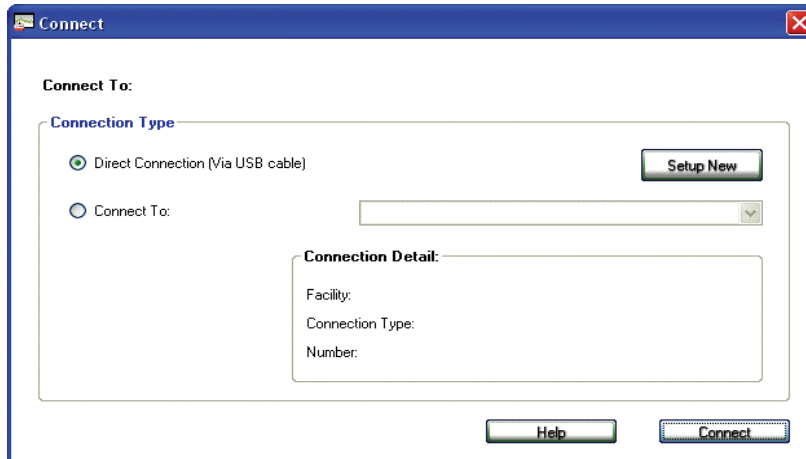 Connect
Connect To:
Connection Type
Direct Connection (Via USB cable)
Setup New
Connect To:
Connection Detail:
Facility:
Connection Type:
Number:
Help
Connect